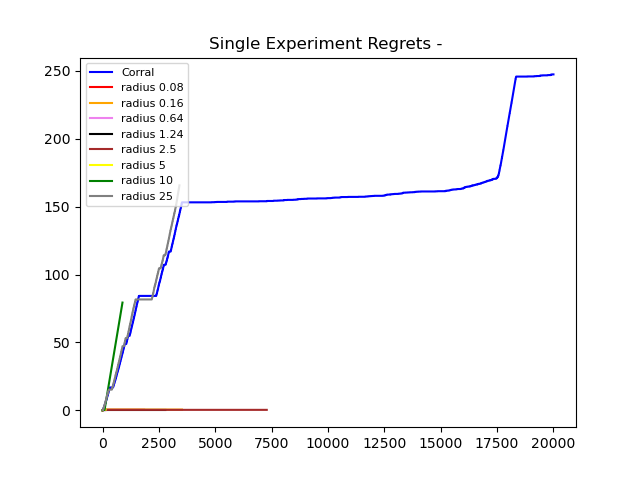 Single Experiment Regrets -
250
200
150
100
50
0
Corral
radius 0.08
radius 0.16
radius 0.64
radius 1.24
radius 2.5
radius 5
radius 10
radius 25
0 2500 5000 7500 10000 12500 15000 17500 20000